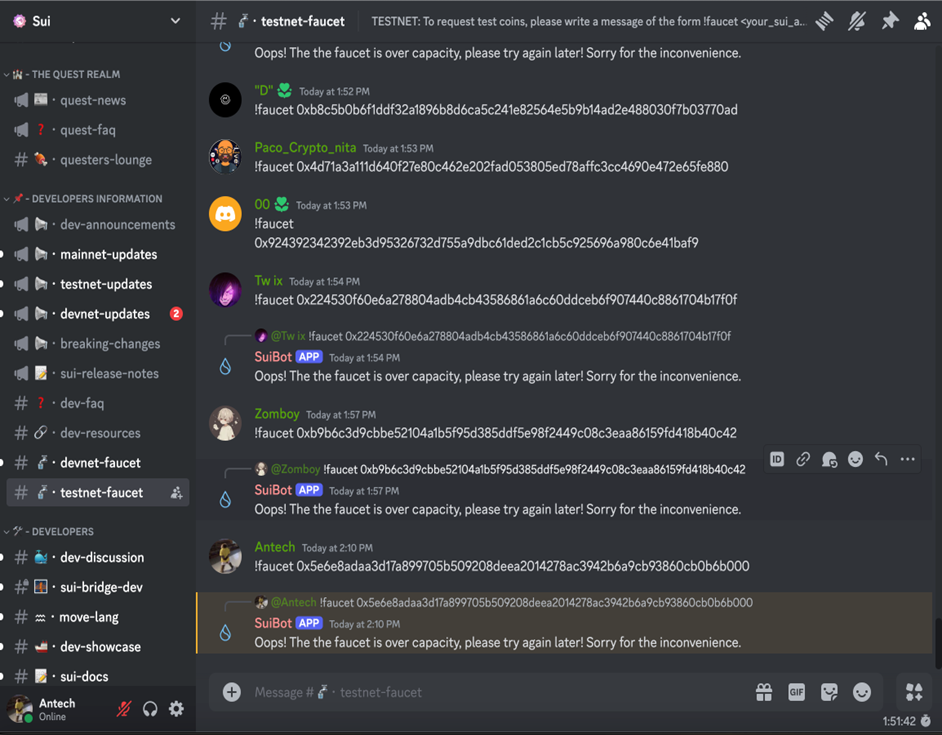 Sui
- THE QUEST REALM
quest-news
quest-faq
questers-lounge
- DEVELOPERS INFORMATION
dev-announcements
mainnet-updates
testnet-updates
devnet-updates 2
breaking-changes
sui-release-notes
dev-faq
dev-resources
devnet-faucet
testnet-faucet
- DEVELOPERS
dev-discussion
sui-bridge-dev
move-lang
dev-showcase
sui-docs
Antech
Online
# testnet-faucet TESTNET: To request test coins, please write a message of the form !faucet <your_sui_a...
Oops! The the faucet is over capacity, please try again later! Sorry for the inconvenience.
"D" Today at 1:52 PM
!faucet 0xb8c5b0b6f1ddf32a1896b8d6ca5c241e82564e5b9b14ad2e488030f7b03770ad
Paco_Crypto_nita Today at 1:53 PM
!faucet 0x4d71a3a111d640f27e80c462e202fad053805ed78affc3cc4690e472e65fe880
00 Today at 1:53 PM
!faucet
0x924392342392eb3d95326732d755a9dbc61ded2c1cb5c925696a980c6e41baf9
Tw ix Today at 1:54 PM
!faucet 0x224530f60e6a278804adb4cb43586861a6c60ddceb6f907440c8861704b17f0f
@Tw ix !faucet 0x224530f60e6a278804adb4cb43586861a6c60ddceb6f907440c8861704b17f0f
SuiBot APP Today at 1:54 PM
Oops! The the faucet is over capacity, please try again later! Sorry for the inconvenience.
Zomboy Today at 1:57 PM
!faucet 0xb9b6c3d9cbbe52104a1b5f95d385ddf5e98f2449c08c3eaa86159fd418b40c42
ID
@Zomboy !faucet 0xb9b6c3d9cbbe52104a1b5f95d385ddf5e98f2449c08c3eaa86159fd418b40c42
SuiBot APP Today at 1:57 PM
Oops! The the faucet is over capacity, please try again later! Sorry for the inconvenience.
Antech Today at 2:10 PM
!faucet 0x5e6e8adaa3d17a899705b509208deea2014278ac3942b6a9cb93860cb0b6b000
@Antech !faucet 0x5e6e8adaa3d17a899705b509208deea2014278ac3942b6a9cb93860cb0b6b000
SuiBot APP Today at 2:10 PM
Oops! The the faucet is over capacity, please try again later! Sorry for the inconvenience.
Message # testnet-faucet
GIF
1:51:42